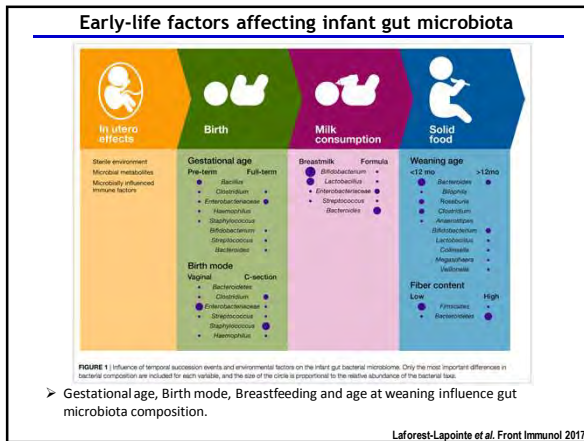 Early-life factors affecting infant gut microbiota
In utero
effects
Birth
Milk
consumption
Solid
food
Sterile environment
Microbial metabolites
Microbially influenced
immune factors
Gestational age
Pre-term Full-term
Bacillus
Clostridium
Enterobacteriaceae
Haemophilus
Staphylococcus
Bifidobacterium
Streptococcus
Bacteroides
Birth mode
Vaginal C-section
Bacteroidetes
Clostridium
Enterobacteriaceae
Streptococcus
Staphylococcus
Haemophilus
Breastmilk Formula
Bifidobacterium
Lactobacillus
Enterobacteriaceae
Streptococcus
Bacteroides
Weaning age
<12 mo >12mo
Bacteroides
Bilophila
Roseburia
Clostridium
Anaerostipes
Bifidobacterium
Lactobacillus
Collinsella
Megasphaera
Veillonella
Fiber content
Low High
Firmicutes
Bacteroidetes
FIGURE 1 | Influence of temporal succession events and environmental factors on the infant gut bacterial microbiome. Only the most important differences in
bacterial composition are included for each variable, and the size of the circle is proportional to the relative abundance of the bacterial taxa.
➢ Gestational age, Birth mode, Breastfeeding and age at weaning influence gut
microbiota composition.
Laforest-Lapointe et al. Front Immunol 2017